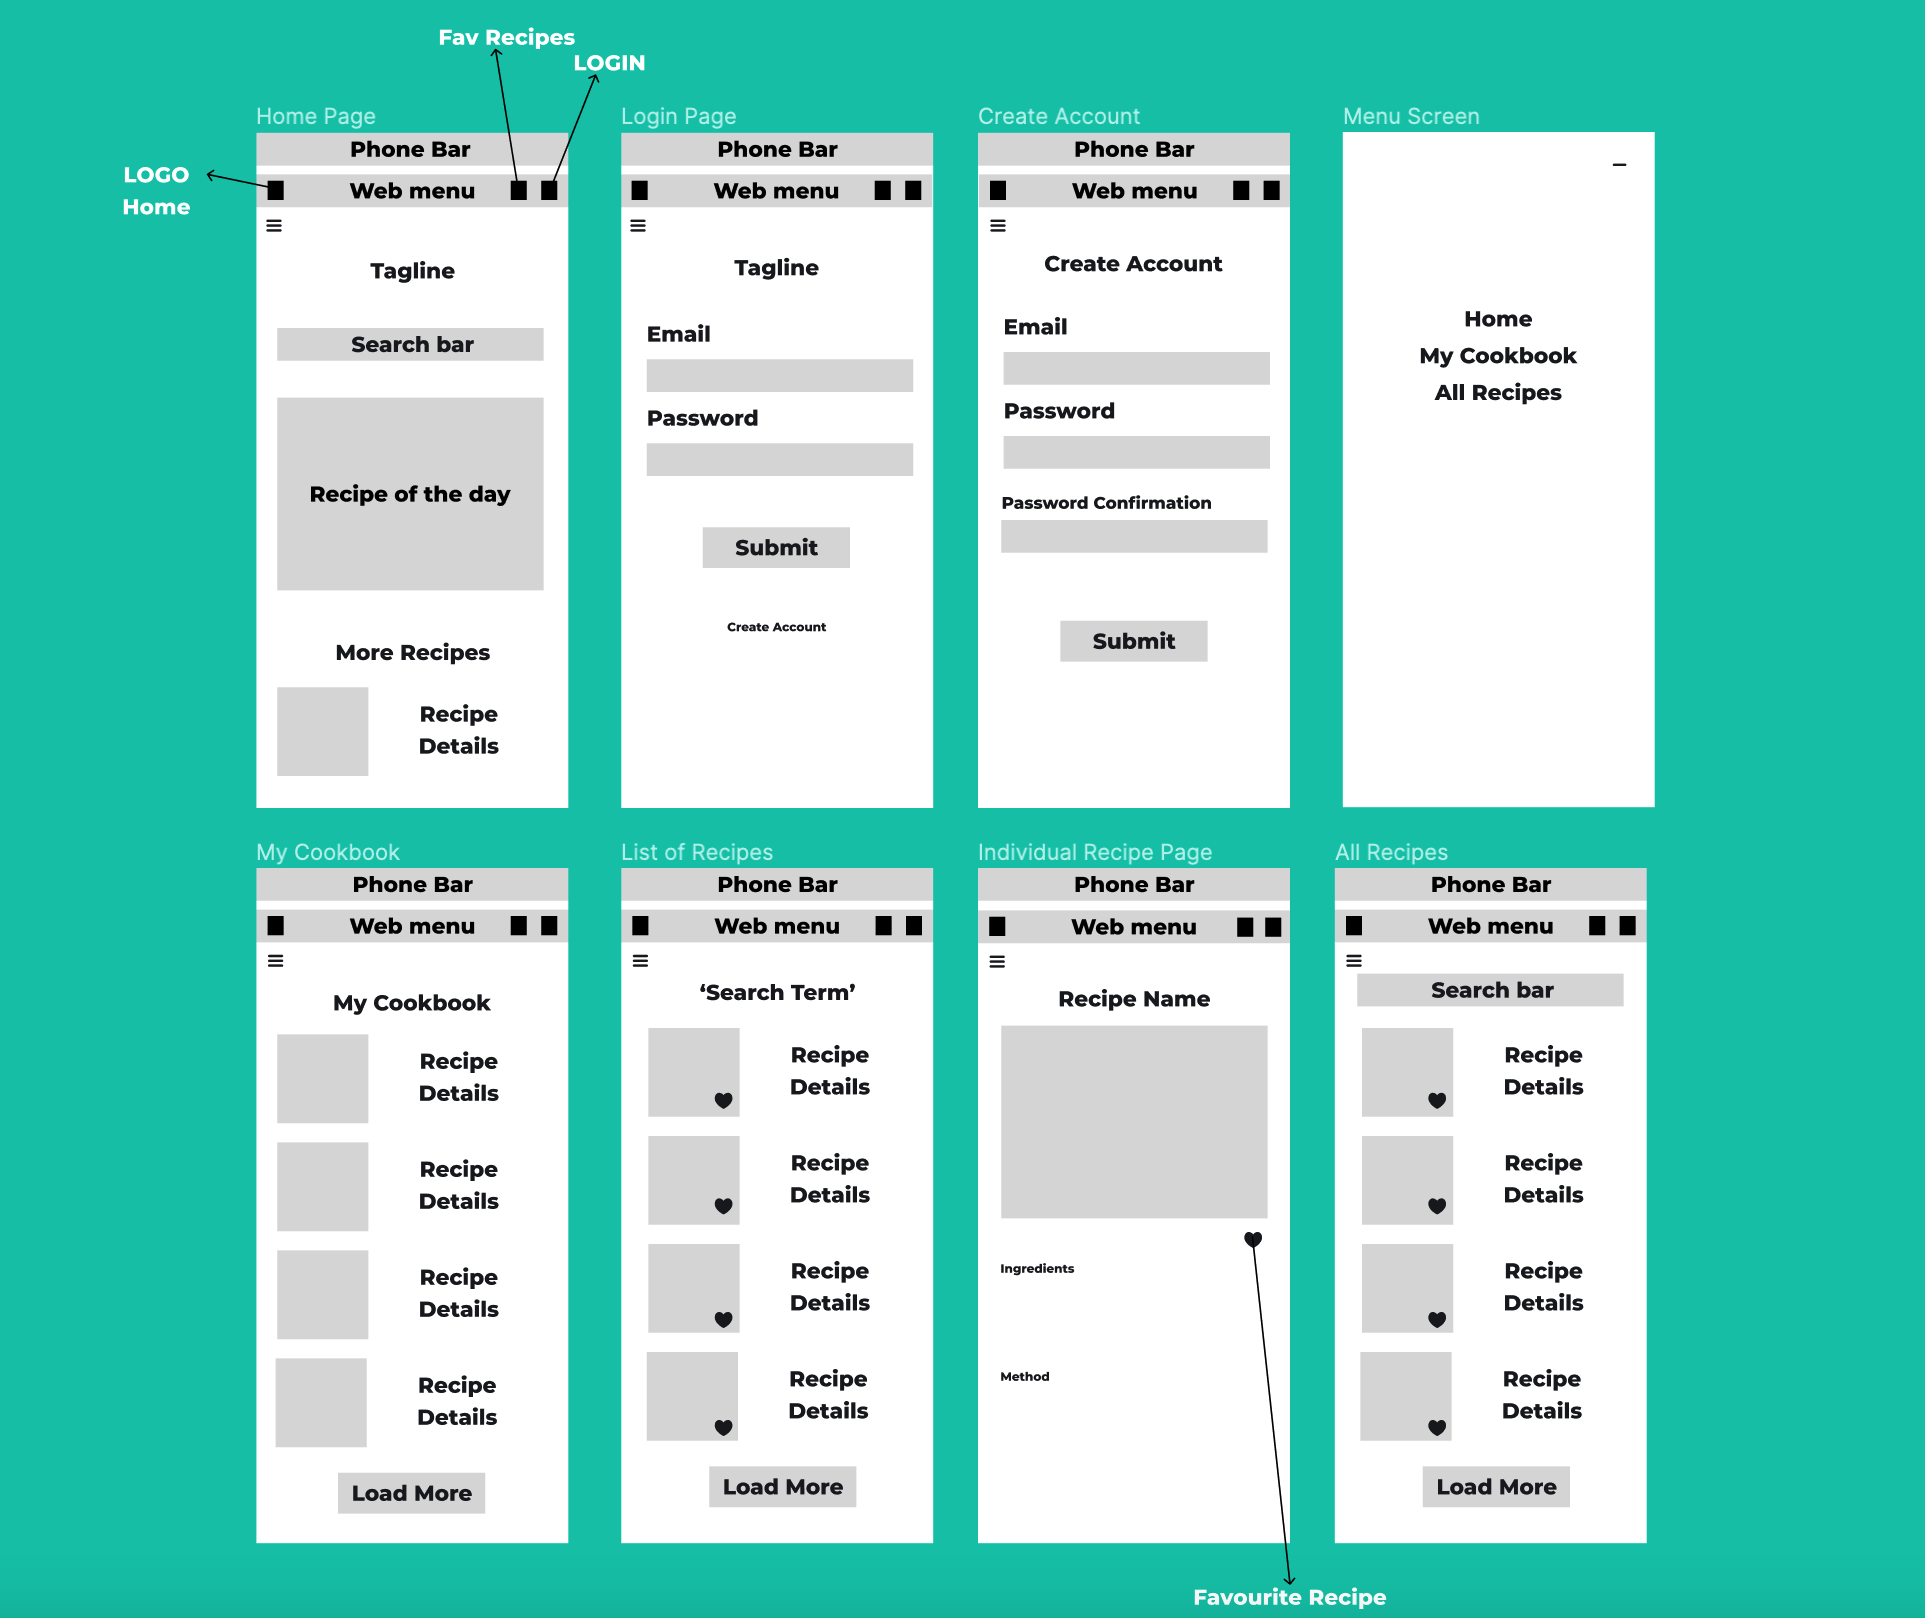 Fav Recipes
LOGIN
LOGO
Home
Home Page
Phone Bar
Web menu
Tagline
Search bar
Recipe of the day
More Recipes
Recipe
Details
Login Page
Phone Bar
Web menu
Tagline
Email
Password
Submit
Create Account
Create Account
Phone Bar
Web menu
Create Account
Email
Password
Password Confirmation
Submit
Menu Screen
Home
My Cookbook
All Recipes
My Cookbook
Phone Bar
Web menu
My Cookbook
Recipe
Details
Recipe
Details
Recipe
Details
Recipe
Details
Load More
List of Recipes
Phone Bar
Web menu
‘Search Term’
Recipe
Details
Recipe
Details
Recipe
Details
Recipe
Details
Load More
Individual Recipe Page
Phone Bar
Web menu
Recipe Name
Ingredients
Method
Favourite Recipe
All Recipes
Phone Bar
Web menu
Search bar
Recipe
Details
Recipe
Details
Recipe
Details
Recipe
Details
Load More